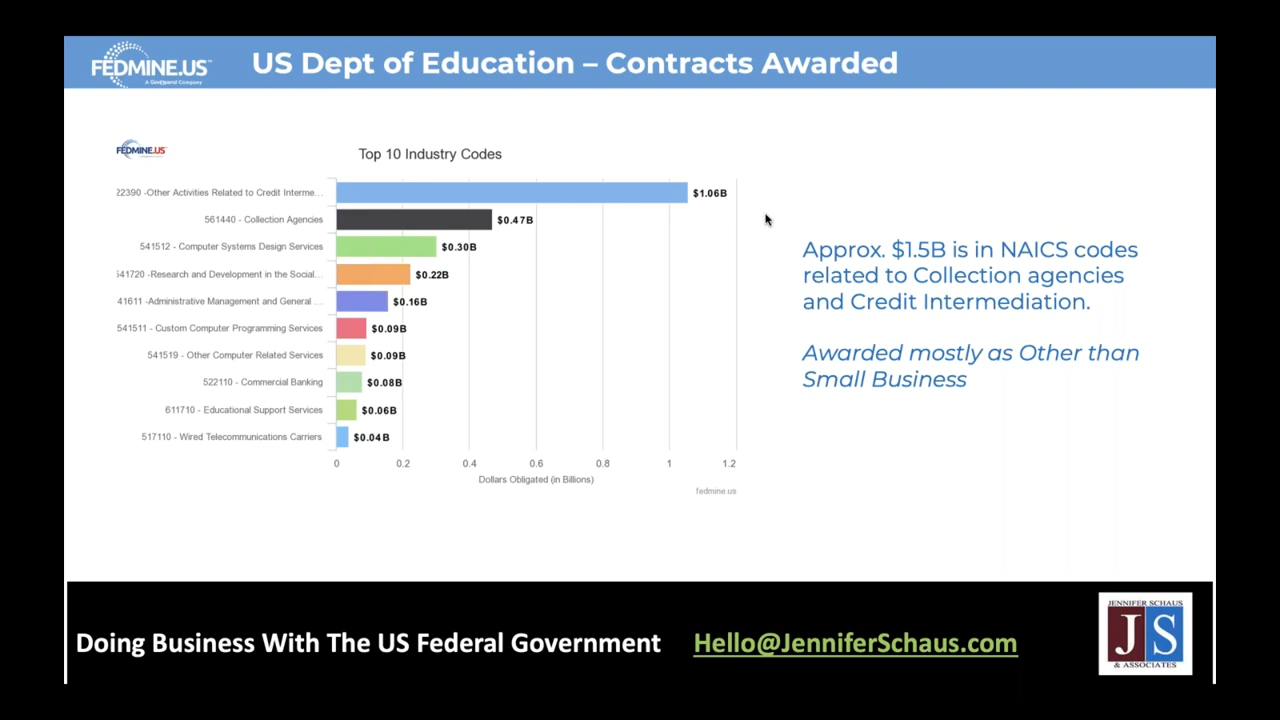 FEDMINE.US™
A GovSpend Company
US Dept of Education – Contracts Awarded
FEDMINE.US
Top 10 Industry Codes
22390 -Other Activities Related to Credit Interme... $1.06B
561440 - Collection Agencies $0.47B
541512 - Computer Systems Design Services $0.30B
541720 -Research and Development in the Social... $0.22B
41611 -Administrative Management and General ... $0.16B
541511 - Custom Computer Programming Services $0.09B
541519 - Other Computer Related Services $0.09B
522110 - Commercial Banking $0.08B
611710 - Educational Support Services $0.06B
517110 - Wired Telecommunications Carriers $0.04B
0 0.2 0.4 0.6 0.8 1 1.2
Dollars Obligated (in Billions)
fedmine.us
Approx. $1.5B is in NAICS codes
related to Collection agencies
and Credit Intermediation.
Awarded mostly as Other than
Small Business
Doing Business With The US Federal Government Hello@JenniferSchaus.com
JENNIFER SCHAUS
JS
& ASSOCIATES